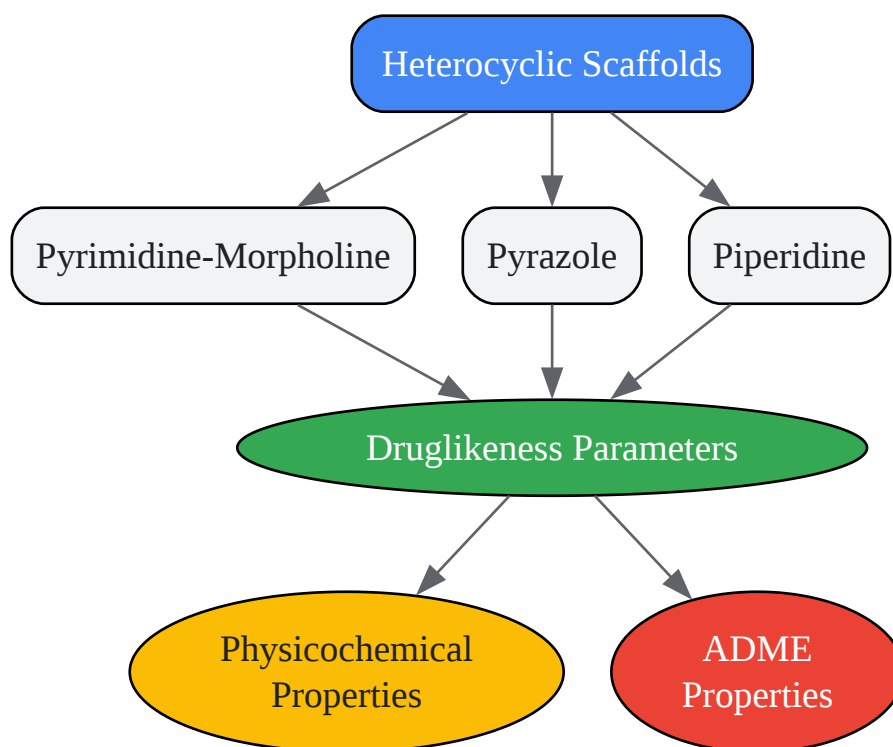 Heterocyclic Scaffolds
Pyrimidine-Morpholine
Pyrazole
Piperidine
Druglikeness Parameters
Physicochemical
Properties
ADME
Properties